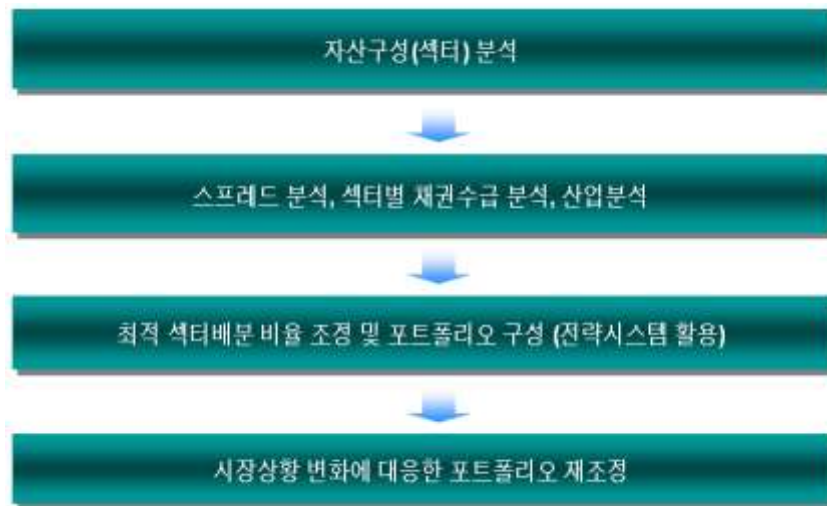 자산구성(섹터) 분석
스프레드 분석, 섹터별 채권수급 분석, 산업분석
최적 섹터배분 비율 조정 및 포트폴리오 구성 (전략시스템 활용)
시장상황 변화에 대응한 포트폴리오 재조정